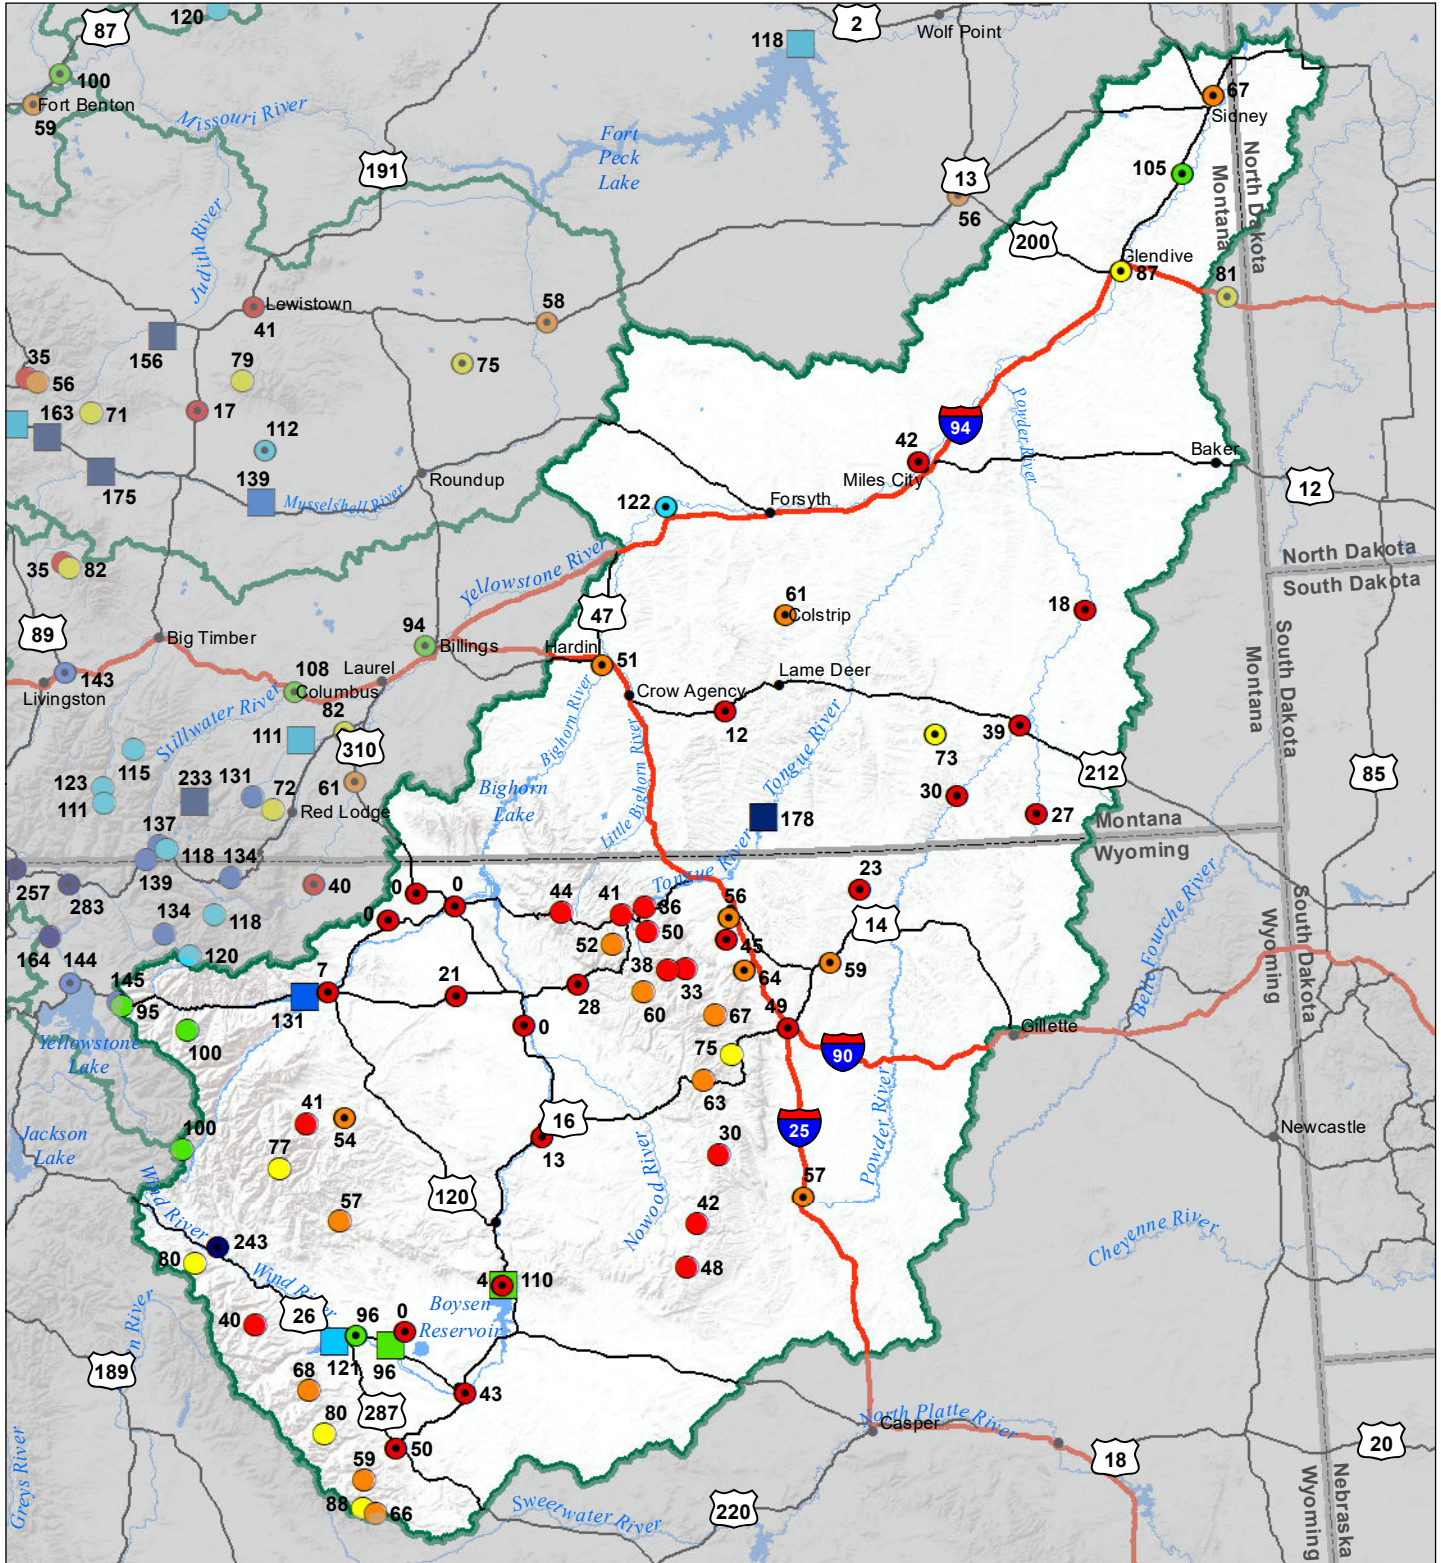 120
87
2
Wolf Point
118
100
Fort Benton
59
67
Sidney
Missouri River
Fort
Peck
Lake
191
13
105
North Dakota
Montana
56
Judith River
200
Glendive
87
81
Lewistown
41
58
156
35
56
79
75
163
71
17
94
Powder River
112
42
Baker
139
Roundup
Miles City
12
175
Musselshell River
122
Forsyth
North Dakota
South Dakota
35
82
Yellowstone River
61
Colstrip
18
47
89
Big Timber
94
Billings
Hardin
51
South Dakota
Montana
143
Livingston
108
Columbus
Laurel
Crow Agency
Lame Deer
Stillwater River
82
111
310
12
Bighorn River
Little Bighorn River
Tongue River
73
39
212
85
115
123
111
233
131
72
61
Red Lodge
Bighorn
Lake
30
178
27
137
118
139
134
Montana
Wyoming
Tongue River
257
283
40
0
0
0
44
41
36
56
23
14
South Dakota
Wyoming
134
118
50
45
52
Belle Fourche River
164
144
120
145
95
7
21
38
33
64
59
131
28
60
67
49
0
Gillette
100
Yellowstone
Lake
75
90
63
41
54
16
25
Powder River
Jackson
Lake
100
77
13
30
Newcastle
Nowood River
57
Wind River
120
57
42
243
Cheyenne River
80
48
Wind River
4
110
26
96
0
Boysen
Reservoir
40
121
96
189
68
43
287
80
50
North Platte River
Casper
20
18
59
88
66
Sweetwater River
220
Greys River
Nebraska
Wyoming